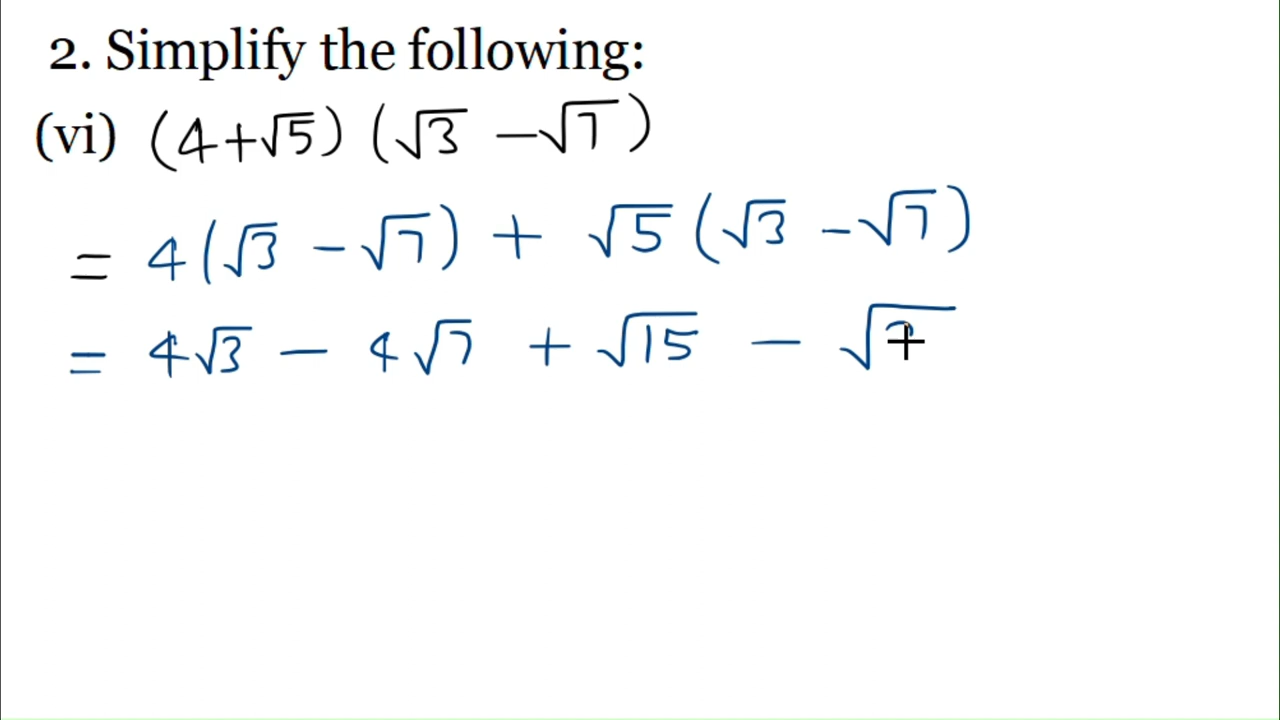 2. Simplify the following:
(vi) (4+√5) (√3 −√7)
= 4(√3 − √7) + √5 (√3 −√7)
= 4√3 − 4√7 + √15 − √